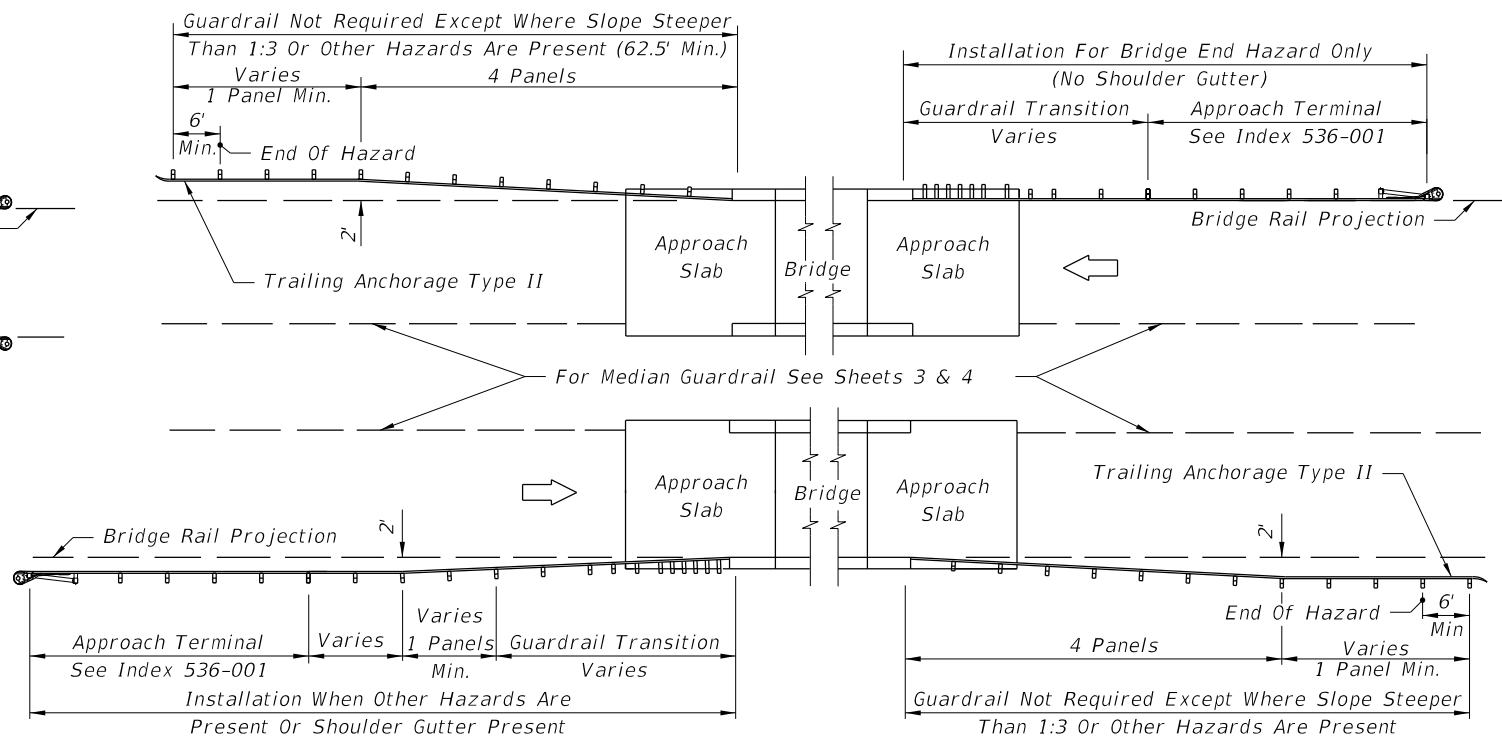 Guardrail Not Required Except Where Slope Steeper
Than 1:3 Or Other Hazards Are Present (62.5' Min.)
Varies
1 Panel Min.
4 Panels
6'
Min.
End Of Hazard
2'
Trailing Anchorage Type II
Installation For Bridge End Hazard Only
(No Shoulder Gutter)
Guardrail Transition
Varies
Approach Terminal
See Index 536-001
Bridge Rail Projection
Approach
Slab
Bridge
Approach
Slab
For Median Guardrail See Sheets 3 & 4
Approach
Slab
Bridge
Approach
Slab
Trailing Anchorage Type II
Bridge Rail Projection
2'
2'
End Of Hazard
6'
Min
Approach Terminal
See Index 536-001
Varies
Varies
1 Panels
Min.
Guardrail Transition
Varies
Installation When Other Hazards Are
Present Or Shoulder Gutter Present
4 Panels
Varies
1 Panel Min.
Guardrail Not Required Except Where Slope Steeper
Than 1:3 Or Other Hazards Are Present